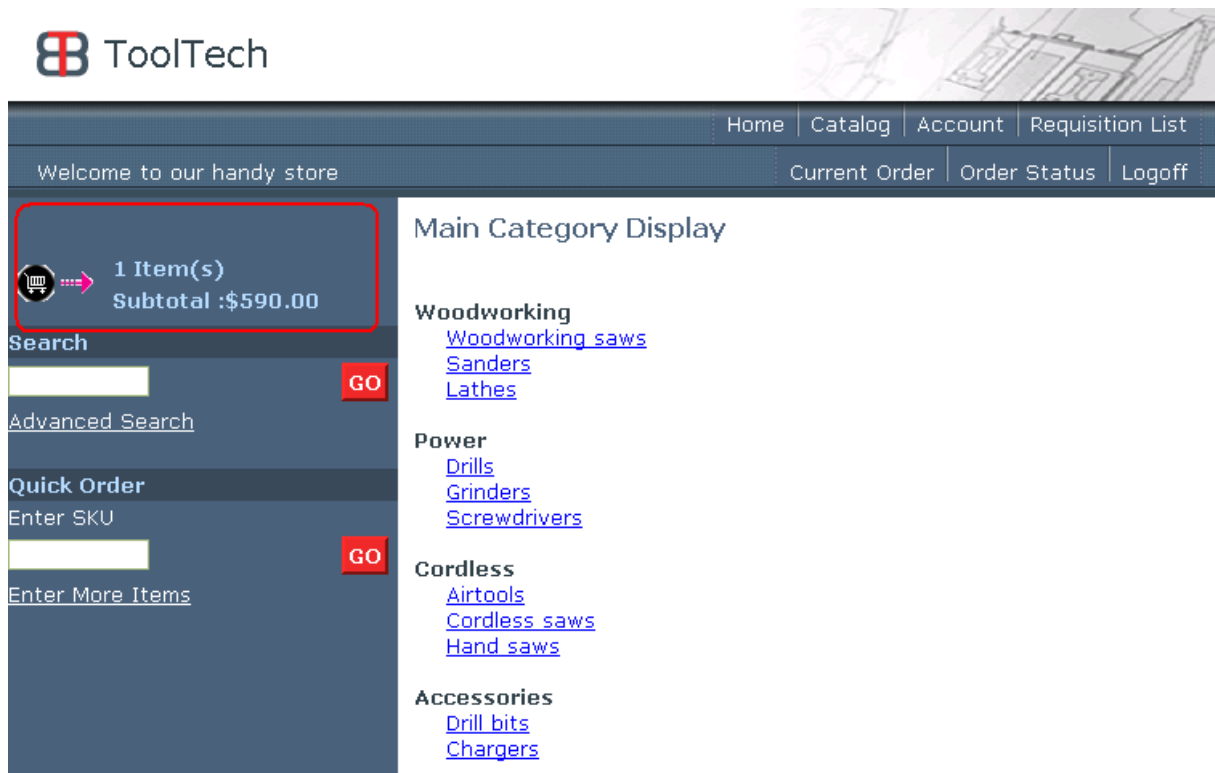 ToolTech
Home Catalog Account Requisition List
Welcome to our handy store
Current Order Order Status Logoff
1 Item(s)
Subtotal :$590.00
Search
GO
Advanced Search
Quick Order
Enter SKU
GO
Enter More Items
Main Category Display
Woodworking
Woodworking saws
Sanders
Lathes
Power
Drills
Grinders
Screwdrivers
Cordless
Airtools
Cordless saws
Hand saws
Accessories
Drill bits
Chargers